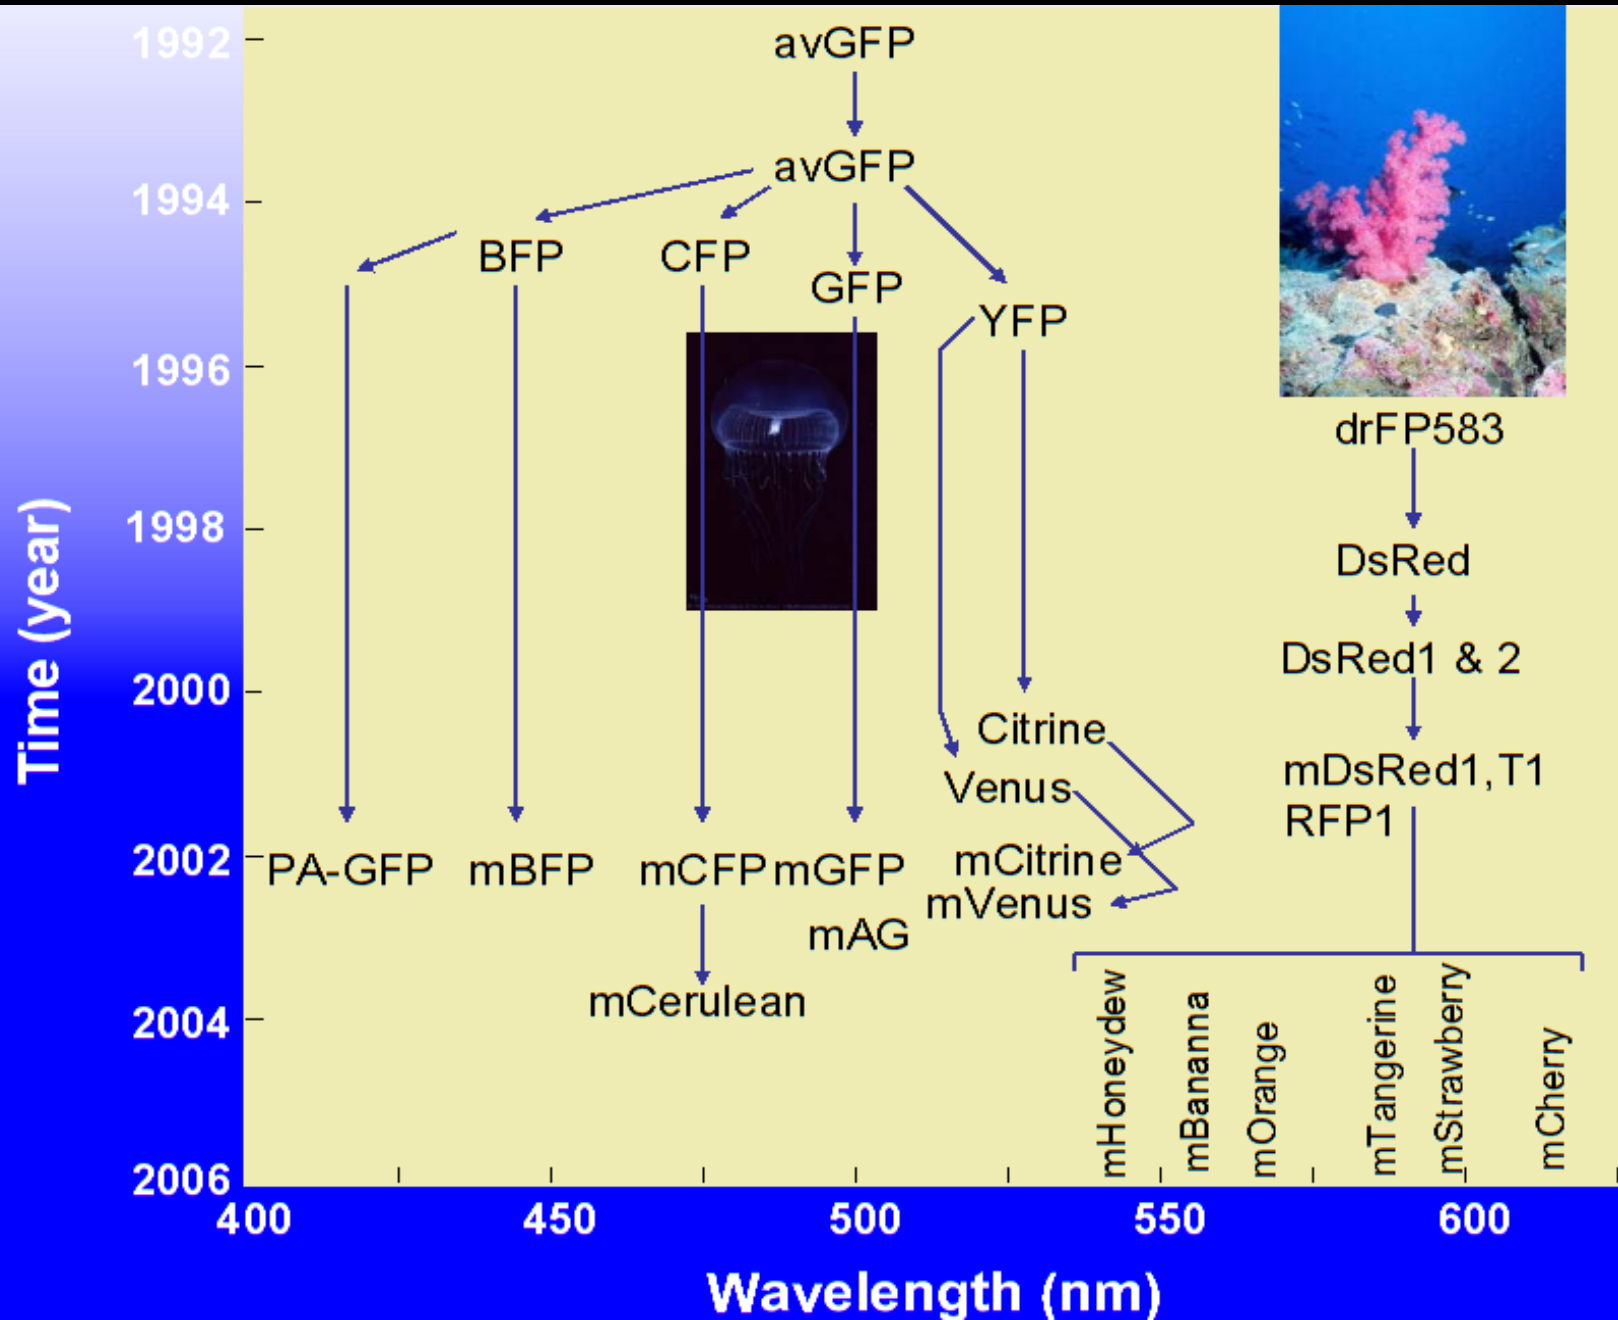 1992
avGFP
avGFP
1994
BFP
CFP
GFP
YFP
1996
drFP583
1998
DsRed
DsRed1 & 2
2000
Citrine
Venus
mDsRed1,T1
RFP1
2002
PA-GFP
mBFP
mCFP
mGFP
mCitrine
mVenus
mAG
mCerulean
2004
mHoneydew
mBananna
mOrange
mTangerine
mStrawberry
mCherry
2006
Time (year)
400
450
500
550
600
Wavelength (nm)